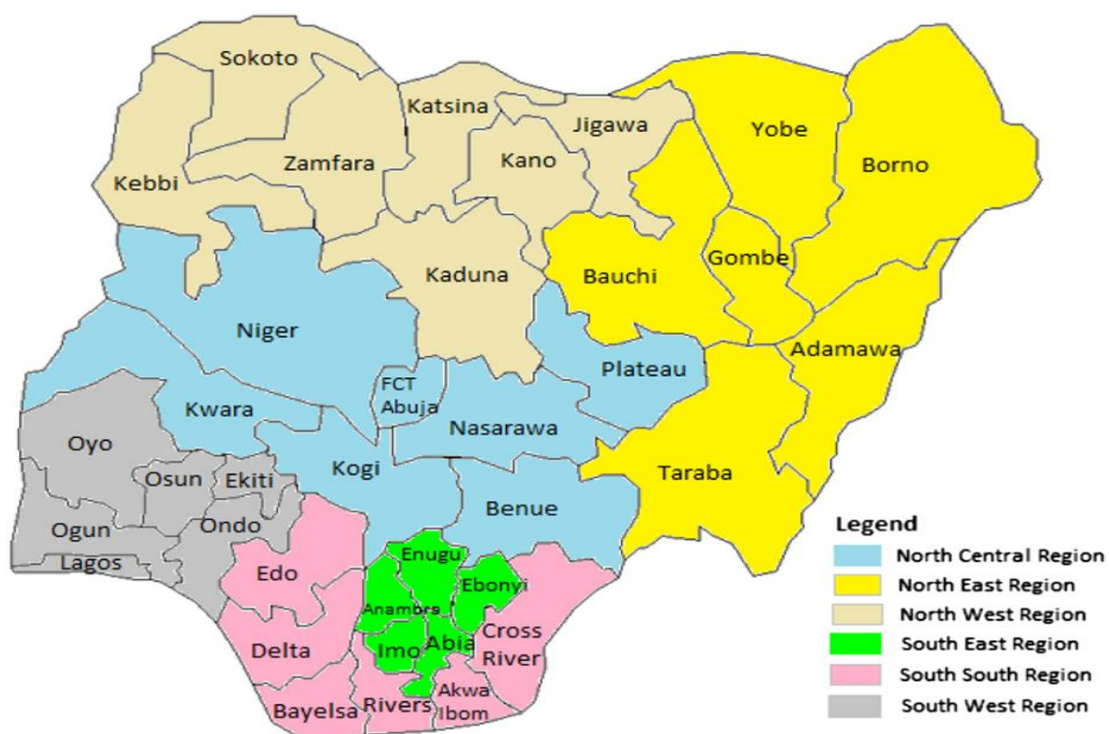 Sokoto
Katsina
Jigawa
Yobe
Kano
Zamfara
Borno
Kebbi
Gombe
Kaduna
Bauchi
Niger
Adamawa
Plateau
FCT
Abuja
Kwara
Nasarawa
Oyo
Kogi
Taraba
Osun
Ekiti
Benue
Ogun
Ondo
Lagos
Enugu
Edo
Ebonyi
Anambra
Delta
Imo
Abia
Cross
River
Bayelsa
Rivers
Akwa
Ibom
Legend
North Central Region
North East Region
North West Region
South East Region
South South Region
South West Region